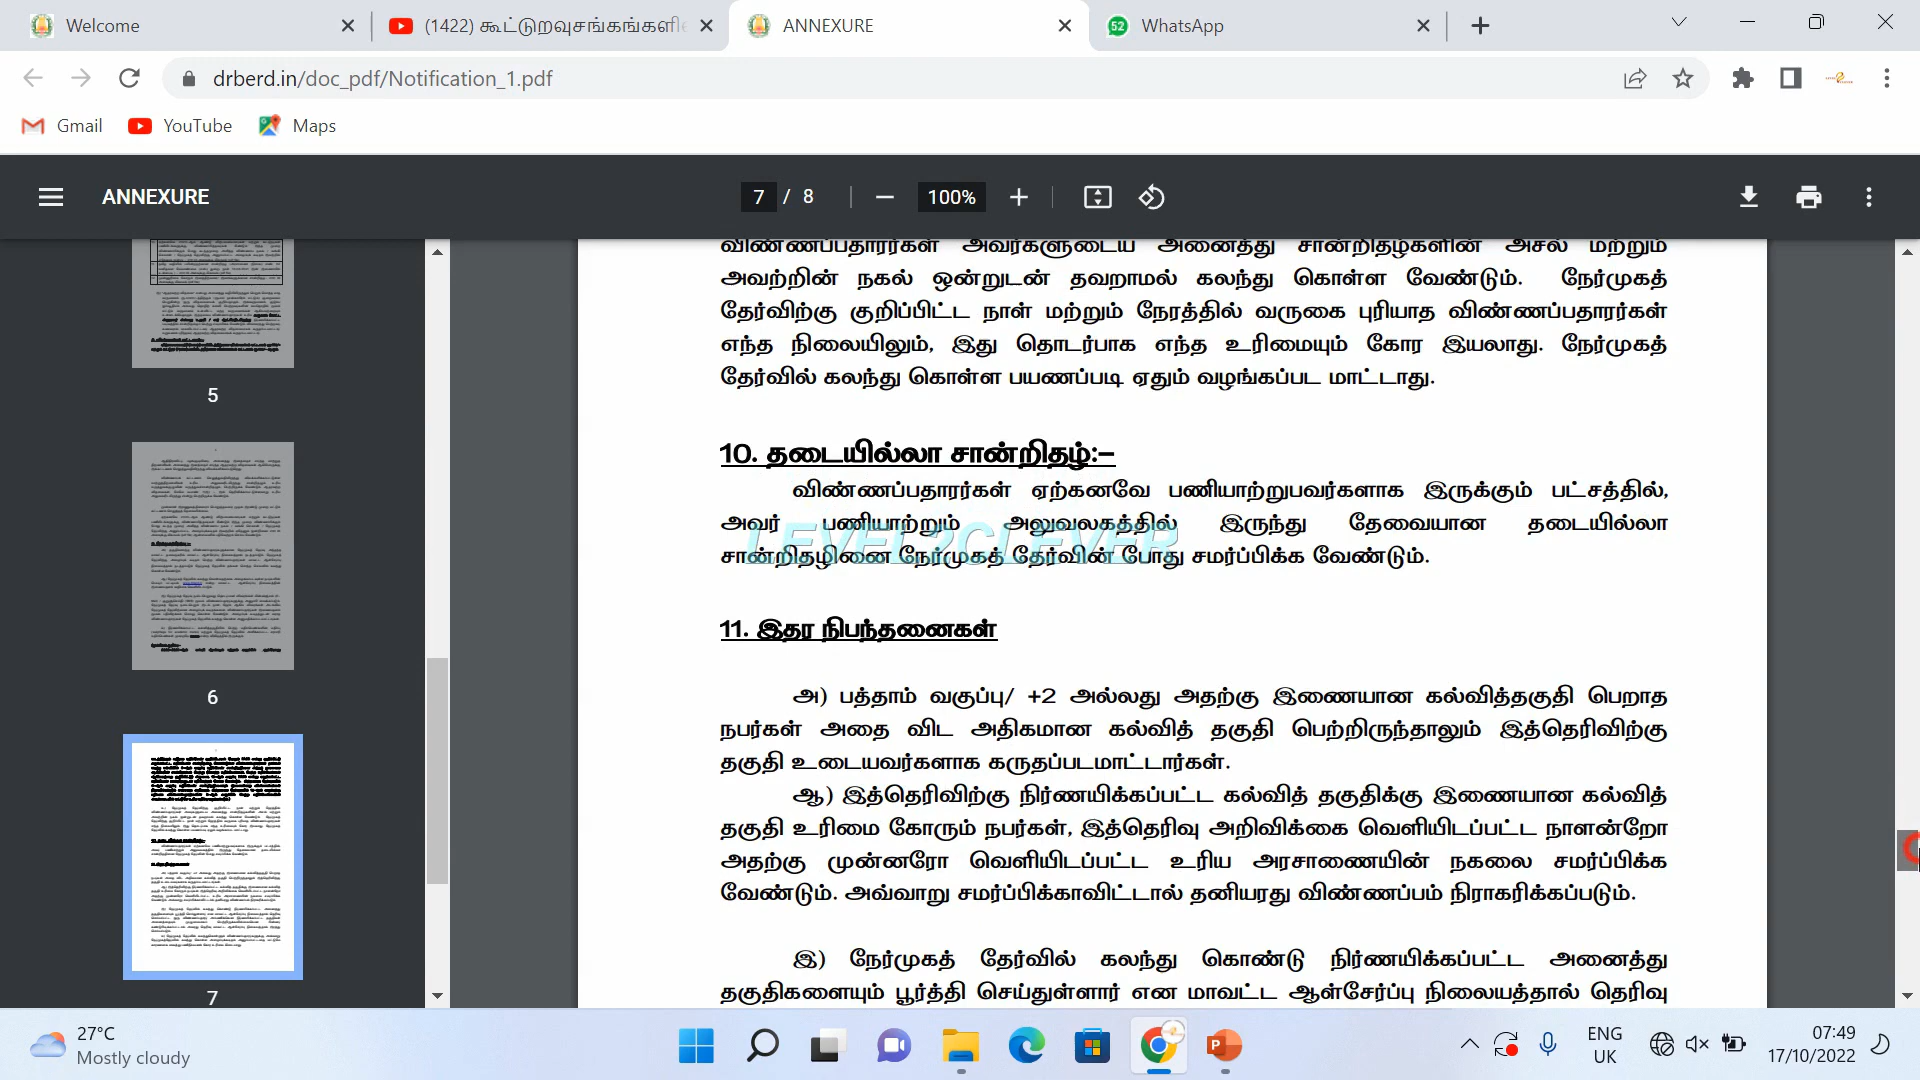 Welcome
(1422) கூட்டுறவுசங்கங்களி
ANNEXURE
52
WhatsApp
drberd.in/doc_pdf/Notification_1.pdf
Gmail
YouTube
Maps
ANNEXURE
7 / 8
100%
5
6
7
விண்ணப்பதாரர்கள் அவர்களுடைய அனைத்து சான்றிதழ்களின் அசல் மற்றும்
அவற்றின் நகல் ஒன்றுடன் தவறாமல் கலந்து கொள்ள வேண்டும். நேர்முகத்
தேர்விற்கு குறிப்பிட்ட நாள் மற்றும் நேரத்தில் வருகை புரியாத விண்ணப்பதாரர்கள்
எந்த நிலையிலும், இது தொடர்பாக எந்த உரிமையும் கோர இயலாது. நேர்முகத்
தேர்வில் கலந்து கொள்ள பயணப்படி ஏதும் வழங்கப்பட மாட்டாது.
10. தடையில்லா சான்றிதழ்:–
விண்ணப்பதாரர்கள் ஏற்கனவே பணியாற்றுபவர்களாக இருக்கும் பட்சத்தில்,
அவர் பணியாற்றும் அலுவலகத்தில் இருந்து தேவையான தடையில்லா
LEVEL2CLEVER
சான்றிதழினை நேர்முகத் தேர்வின் போது சமர்ப்பிக்க வேண்டும்.
11. இதர நிபந்தனைகள்
அ) பத்தாம் வகுப்பு/ +2 அல்லது அதற்கு இணையான கல்வித்தகுதி பெறாத
நபர்கள் அதை விட அதிகமான கல்வித் தகுதி பெற்றிருந்தாலும் இத்தெரிவிற்கு
தகுதி உடையவர்களாக கருதப்படமாட்டார்கள்.
ஆ) இத்தெரிவிற்கு நிர்ணயிக்கப்பட்ட கல்வித் தகுதிக்கு இணையான கல்வித்
தகுதி உரிமை கோரும் நபர்கள், இத்தெரிவு அறிவிக்கை வெளியிடப்பட்ட நாளன்றோ
அதற்கு முன்னரோ வெளியிடப்பட்ட உரிய அரசாணையின் நகலை சமர்ப்பிக்க
வேண்டும். அவ்வாறு சமர்ப்பிக்காவிட்டால் தனியரது விண்ணப்பம் நிராகரிக்கப்படும்.
இ) நேர்முகத் தேர்வில் கலந்து கொண்டு நிர்ணயிக்கப்பட்ட அனைத்து
தகுதிகளையும் பூர்த்தி செய்துள்ளார் என மாவட்ட ஆள்சேர்ப்பு நிலையத்தால் தெரிவு
27°C
Mostly cloudy
ENG
UK
07:49
17/10/2022